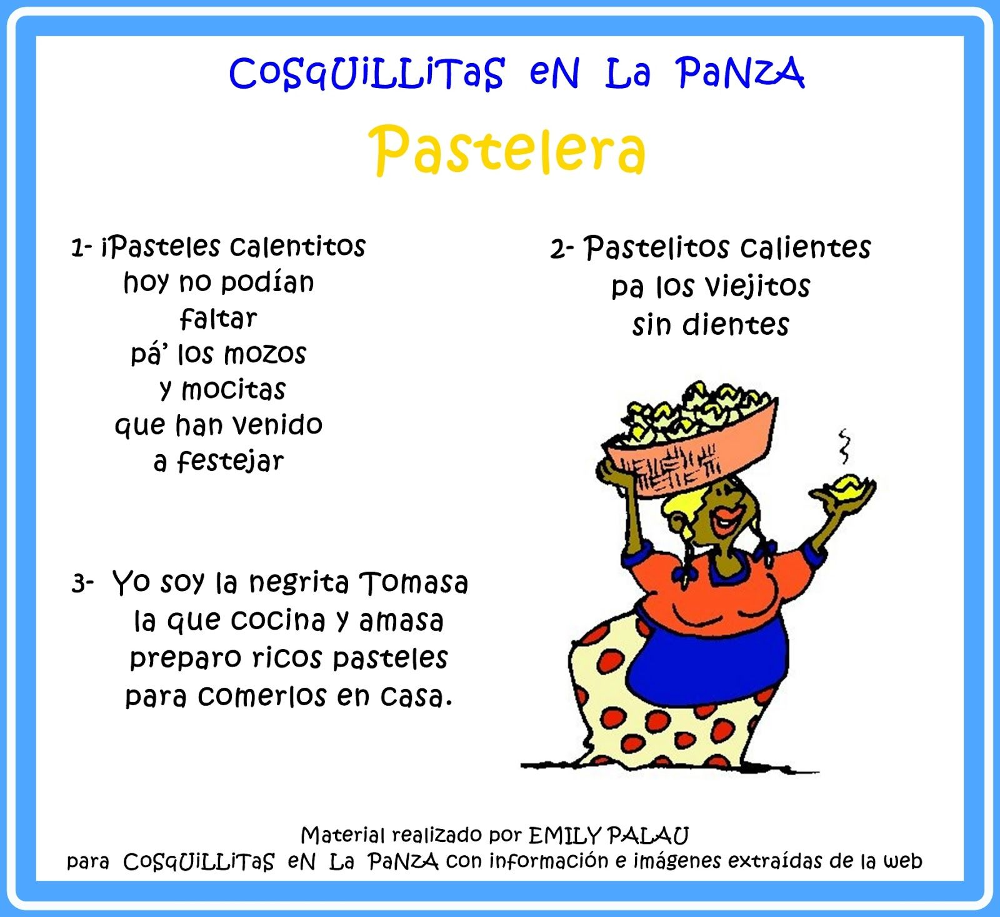 CoSqUiLLiTaS eN La PaNzA
Pastelera
1- ¡Pasteles calentitos
hoy no podían
faltar
pá’ los mozos
y mocitas
que han venido
a festejar
2- Pastelitos calientes
pa los viejitos
sin dientes
3- Yo soy la negrita Tomasa
la que cocina y amasa
preparo ricos pasteles
para comerlos en casa.
Material realizado por EMILY PALAU
para CoSqUiLLiTaS eN La PaNzA con información e imágenes extraídas de la web